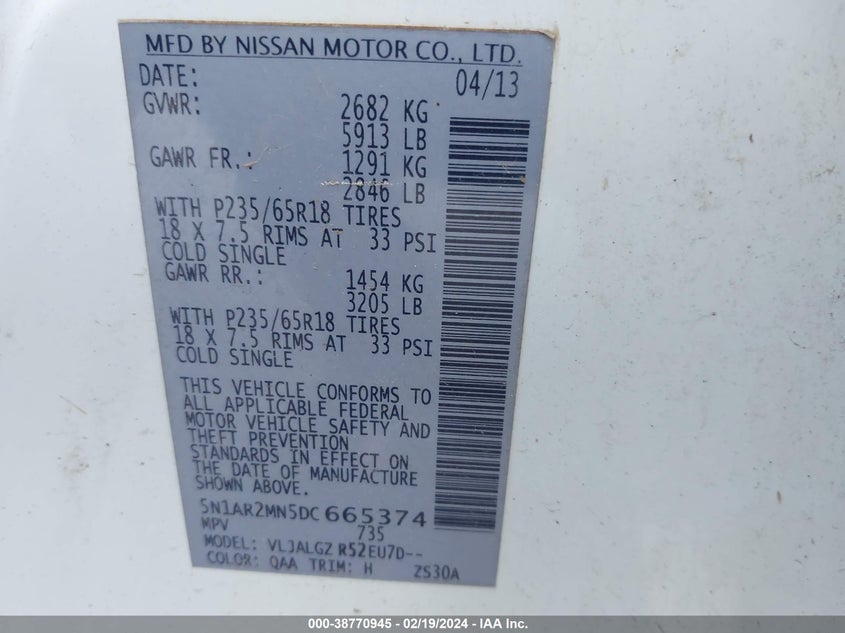 MFD BY NISSAN MOTOR CO., LTD.
DATE: 04/13
GVWR: 2682 KG
5913 LB
GAWR FR.: 1291 KG
2846 LB
WITH P235/65R18 TIRES
18 X 7.5 RIMS AT 33 PSI
COLD SINGLE
GAWR RR.: 1454 KG
3205 LB
WITH P235/65R18 TIRES
18 X 7.5 RIMS AT 33 PSI
COLD SINGLE
THIS VEHICLE CONFORMS TO
ALL APPLICABLE FEDERAL
MOTOR VEHICLE SAFETY AND
THEFT PREVENTION
STANDARDS IN EFFECT ON
THE DATE OF MANUFACTURE
SHOWN ABOVE.
5N1AR2MN5DC 665374
MPV 735
MODEL: VLJALGZ R52EU7D--
COLOR: QAA TRIM: H ZS30A
000-38770945 - 02/19/2024 - IAA Inc.